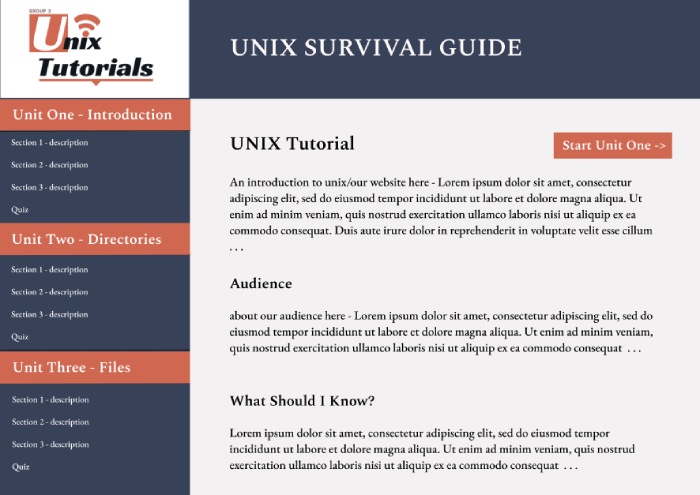 GROUP 3
Unix
Tutorials
UNIX SURVIVAL GUIDE
Unit One - Introduction
Section 1 - description
Section 2 - description
Section 3 - description
Quiz
Unit Two - Directories
Section 1 - description
Section 2 - description
Section 3 - description
Quiz
Unit Three - Files
Section 1 - description
Section 2 - description
Section 3 - description
Quiz
UNIX Tutorial
Start Unit One ->
An introduction to unix/our website here - Lorem ipsum dolor sit amet, consectetur
adipiscing elit, sed do eiusmod tempor incididunt ut labore et dolore magna aliqua. Ut
enim ad minim veniam, quis nostrud exercitation ullamco laboris nisi ut aliquip ex ea
commodo consequat. Duis aute irure dolor in reprehenderit in voluptate velit esse cillum
. . .
Audience
about our audience here - Lorem ipsum dolor sit amet, consectetur adipiscing elit, sed do
eiusmod tempor incididunt ut labore et dolore magna aliqua. Ut enim ad minim veniam,
quis nostrud exercitation ullamco laboris nisi ut aliquip ex ea commodo consequat . . .
What Should I Know?
Lorem ipsum dolor sit amet, consectetur adipiscing elit, sed do eiusmod tempor
incididunt ut labore et dolore magna aliqua. Ut enim ad minim veniam, quis nostrud
exercitation ullamco laboris nisi ut aliquip ex ea commodo consequat . . .